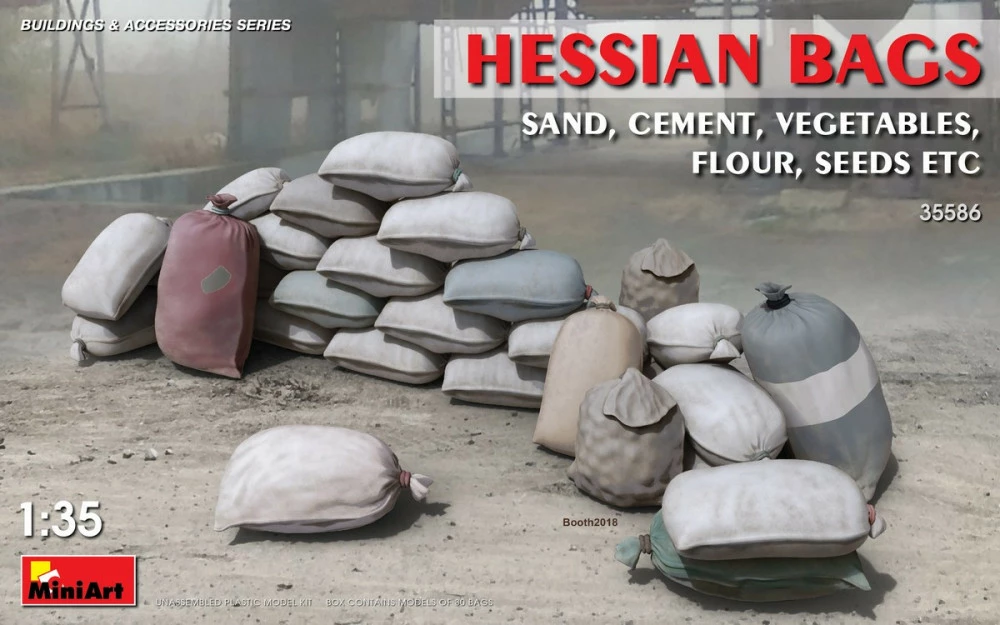 BUILDINGS & ACCESSORIES SERIES
HESSIAN BAGS
SAND, CEMENT, VEGETABLES,
FLOUR, SEEDS ETC
35586
Booth2018
1:35
MiniArt
UNASSEMBLED PLASTIC MODEL KIT BOX CONTAINS MODELS OF 30 BAGS